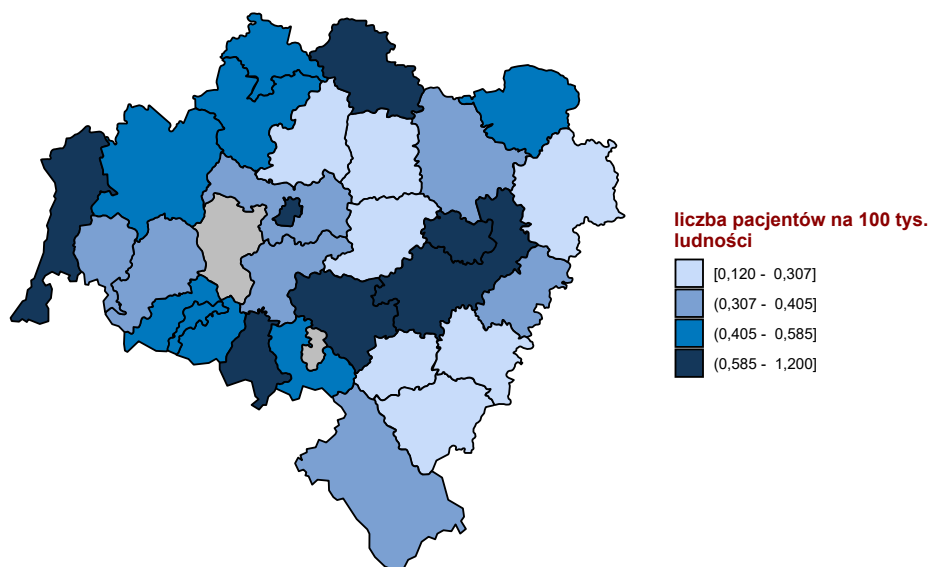 liczba pacjentów na 100 tys.
ludności
[0,120 - 0,307]
(0,307 - 0,405]
(0,405 - 0,585]
(0,585 - 1,200]